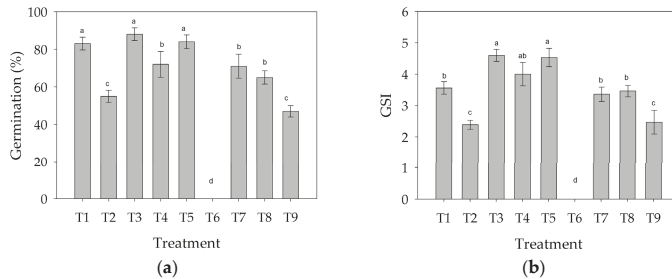 100
80
60
40
20
0
Germination (%)
a
c
a
b
a
d
b
b
c
T1 T2 T3 T4 T5 T6 T7 T8 T9
Treatment
(a)
6
5
4
3
2
1
0
GSI
b
c
a
ab
a
d
b
b
c
T1 T2 T3 T4 T5 T6 T7 T8 T9
Treatment
(b)